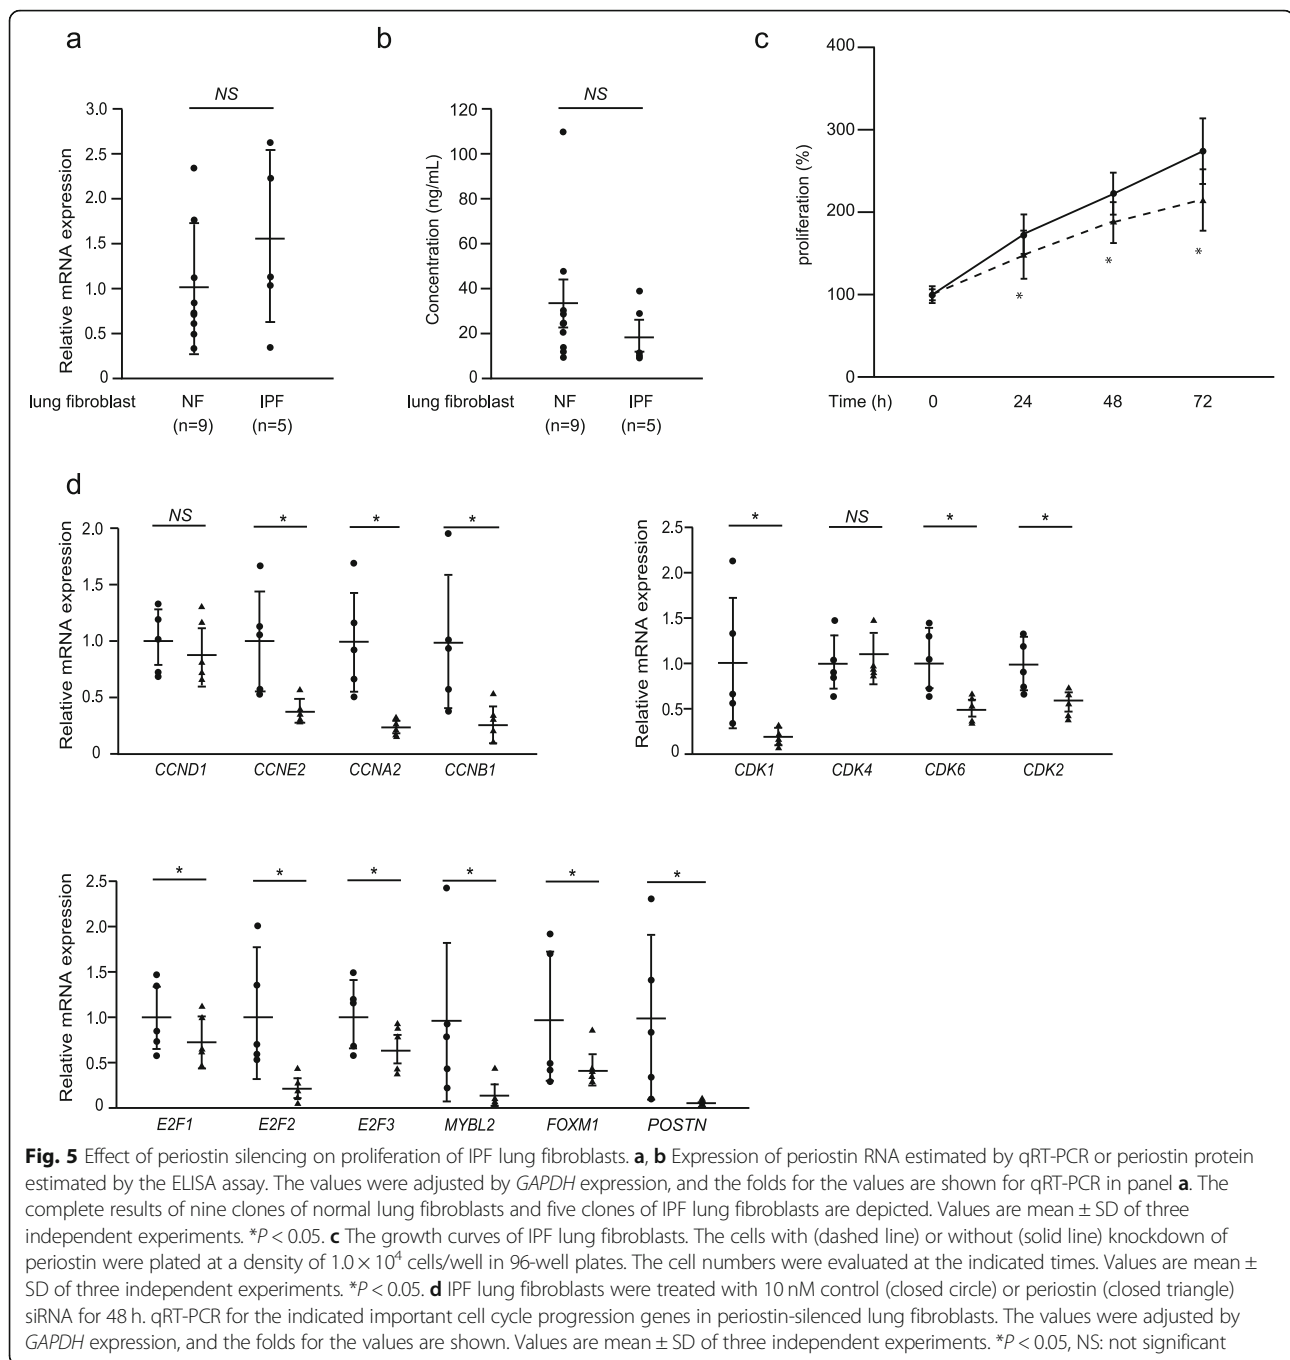 a
b
c
NS
NS
Relative mRNA expression
3.0
2.5
2.0
1.5
1.0
0.5
0
lung fibroblast
NF
IPF
(n=9)
(n=5)
Concentration (ng/mL)
120
100
80
60
40
20
0
lung fibroblast
NF
IPF
(n=9)
(n=5)
proliferation (%)
400
300
200
100
0
*
*
*
Time (h)
0
24
48
72
d
NS
*
*
*
Relative mRNA expression
2.0
1.5
1.0
0.5
0
CCND1
CCNE2
CCNA2
CCNB1
*
NS
*
*
Relative mRNA expression
2.5
2.0
1.5
1.0
0.5
0
CDK1
CDK4
CDK6
CDK2
*
*
*
*
*
*
Relative mRNA expression
2.5
2.0
1.5
1.0
0.5
0
E2F1
E2F2
E2F3
MYBL2
FOXM1
POSTN
Fig. 5 Effect of periostin silencing on proliferation of IPF lung fibroblasts. a, b Expression of periostin RNA estimated by qRT-PCR or periostin protein
estimated by the ELISA assay. The values were adjusted by GAPDH expression, and the folds for the values are shown for qRT-PCR in panel a. The
complete results of nine clones of normal lung fibroblasts and five clones of IPF lung fibroblasts are depicted. Values are mean ± SD of three
independent experiments. *P < 0.05. c The growth curves of IPF lung fibroblasts. The cells with (dashed line) or without (solid line) knockdown of
periostin were plated at a density of 1.0 × 10⁴ cells/well in 96-well plates. The cell numbers were evaluated at the indicated times. Values are mean ±
SD of three independent experiments. *P < 0.05. d IPF lung fibroblasts were treated with 10 nM control (closed circle) or periostin (closed triangle)
siRNA for 48 h. qRT-PCR for the indicated important cell cycle progression genes in periostin-silenced lung fibroblasts. The values were adjusted by
GAPDH expression, and the folds for the values are shown. Values are mean ± SD of three independent experiments. *P < 0.05, NS: not significant